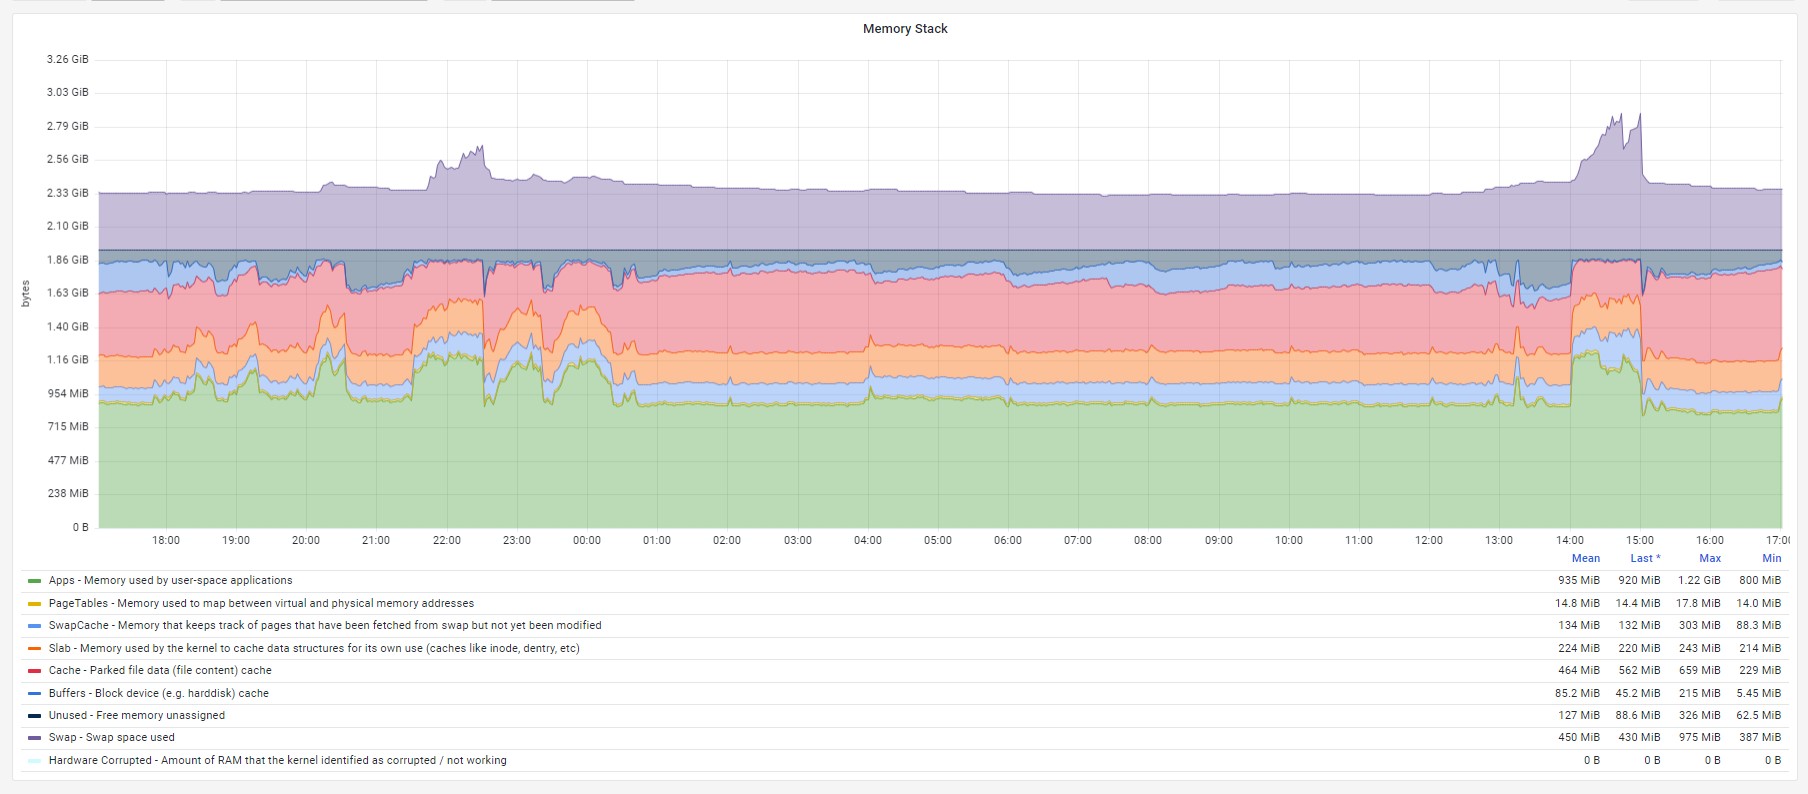 Memory Stack
3.26 GiB
3.03 GiB
2.79 GiB
2.56 GiB
2.33 GiB
2.10 GiB
1.86 GiB
1.63 GiB
1.40 GiB
1.16 GiB
954 MiB
715 MiB
477 MiB
238 MiB
0 B
bytes
18:00 19:00 20:00 21:00 22:00 23:00 00:00 01:00 02:00 03:00 04:00 05:00 06:00 07:00 08:00 09:00 10:00 11:00 12:00 13:00 14:00 15:00 16:00 17:00
Mean Last * Max Min
Apps - Memory used by user-space applications 935 MiB 920 MiB 1.22 GiB 800 MiB
PageTables - Memory used to map between virtual and physical memory addresses 14.8 MiB 14.4 MiB 17.8 MiB 14.0 MiB
SwapCache - Memory that keeps track of pages that have been fetched from swap but not yet been modified 134 MiB 132 MiB 303 MiB 88.3 MiB
Slab - Memory used by the kernel to cache data structures for its own use (caches like inode, dentry, etc) 224 MiB 220 MiB 243 MiB 214 MiB
Cache - Parked file data (file content) cache 464 MiB 562 MiB 659 MiB 229 MiB
Buffers - Block device (e.g. harddisk) cache 85.2 MiB 45.2 MiB 215 MiB 5.45 MiB
Unused - Free memory unassigned 127 MiB 88.6 MiB 326 MiB 62.5 MiB
Swap - Swap space used 450 MiB 430 MiB 975 MiB 387 MiB
Hardware Corrupted - Amount of RAM that the kernel identified as corrupted / not working 0 B 0 B 0 B 0 B